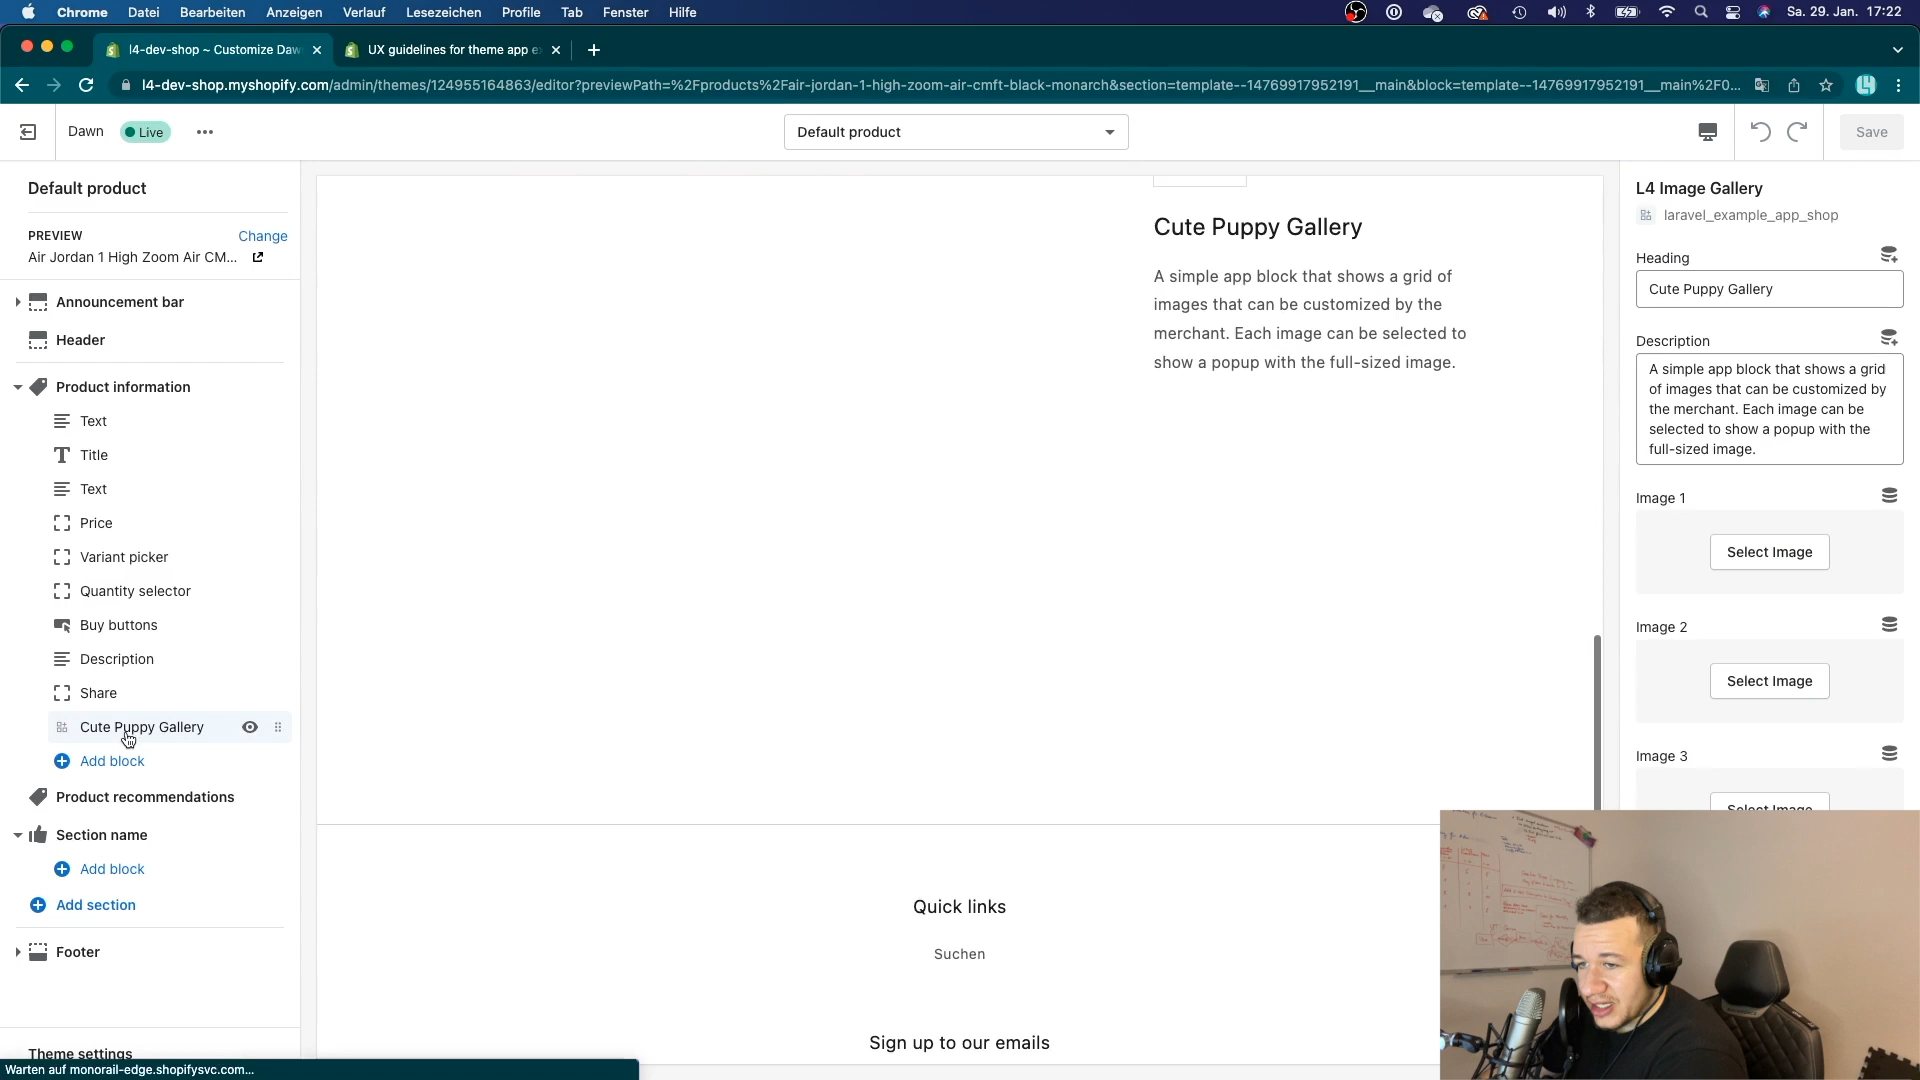 Chrome Datei Bearbeiten Anzeigen Verlauf Lesezeichen Profile Tab Fenster Hilfe Sa. 29. Jan. 17:22
l4-dev-shop ~ Customize Daw UX guidelines for theme app e
l4-dev-shop.myshopify.com/admin/themes/124955164863/editor?previewPath=%2Fproducts%2Fair-jordan-1-high-zoom-air-cmft-black-monarch&section=template--14769917952191__main&block=template--14769917952191__main%2F0...
Dawn Live Default product Save
Default product
PREVIEW Change
Air Jordan 1 High Zoom Air CM...
Announcement bar
Header
Product information
Text
Title
Text
Price
Variant picker
Quantity selector
Buy buttons
Description
Share
Cute Puppy Gallery
Add block
Product recommendations
Section name
Add block
Add section
Footer
Theme settings
Warten auf monorail-edge.shopifysvc.com...
Cute Puppy Gallery
A simple app block that shows a grid of
images that can be customized by the
merchant. Each image can be selected to
show a popup with the full-sized image.
Quick links
Suchen
Sign up to our emails
L4 Image Gallery
laravel_example_app_shop
Heading
Cute Puppy Gallery
Description
A simple app block that shows a grid
of images that can be customized by
the merchant. Each image can be
selected to show a popup with the
full-sized image.
Image 1
Select Image
Image 2
Select Image
Image 3
Select Image